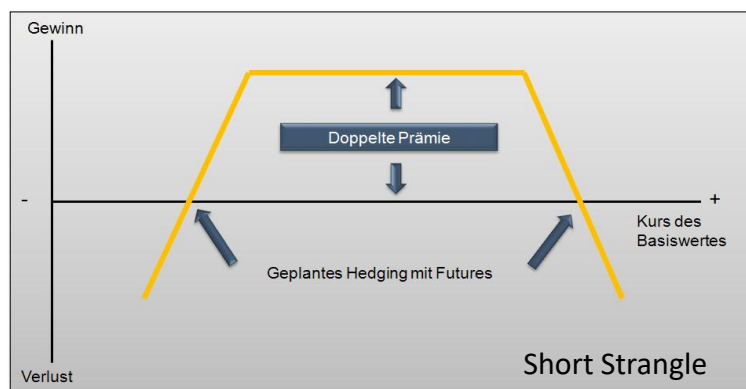 Gewinn
Doppelte Prämie
-
+
Kurs des
Basiswertes
Geplantes Hedging mit Futures
Short Strangle
Verlust